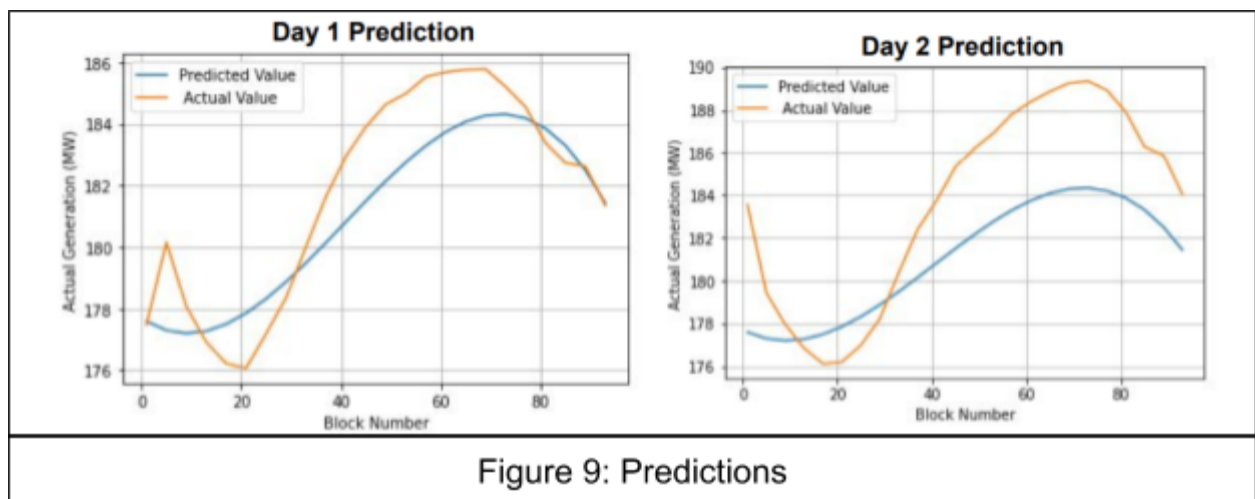 Day 1 Prediction
Predicted Value
Actual Value
186
184
182
180
178
176
Actual Generation (MW)
0 20 40 60 80
Block Number
Day 2 Prediction
Predicted Value
Actual Value
190
188
186
184
182
180
178
176
Actual Generation (MW)
0 20 40 60 80
Block Number
Figure 9: Predictions